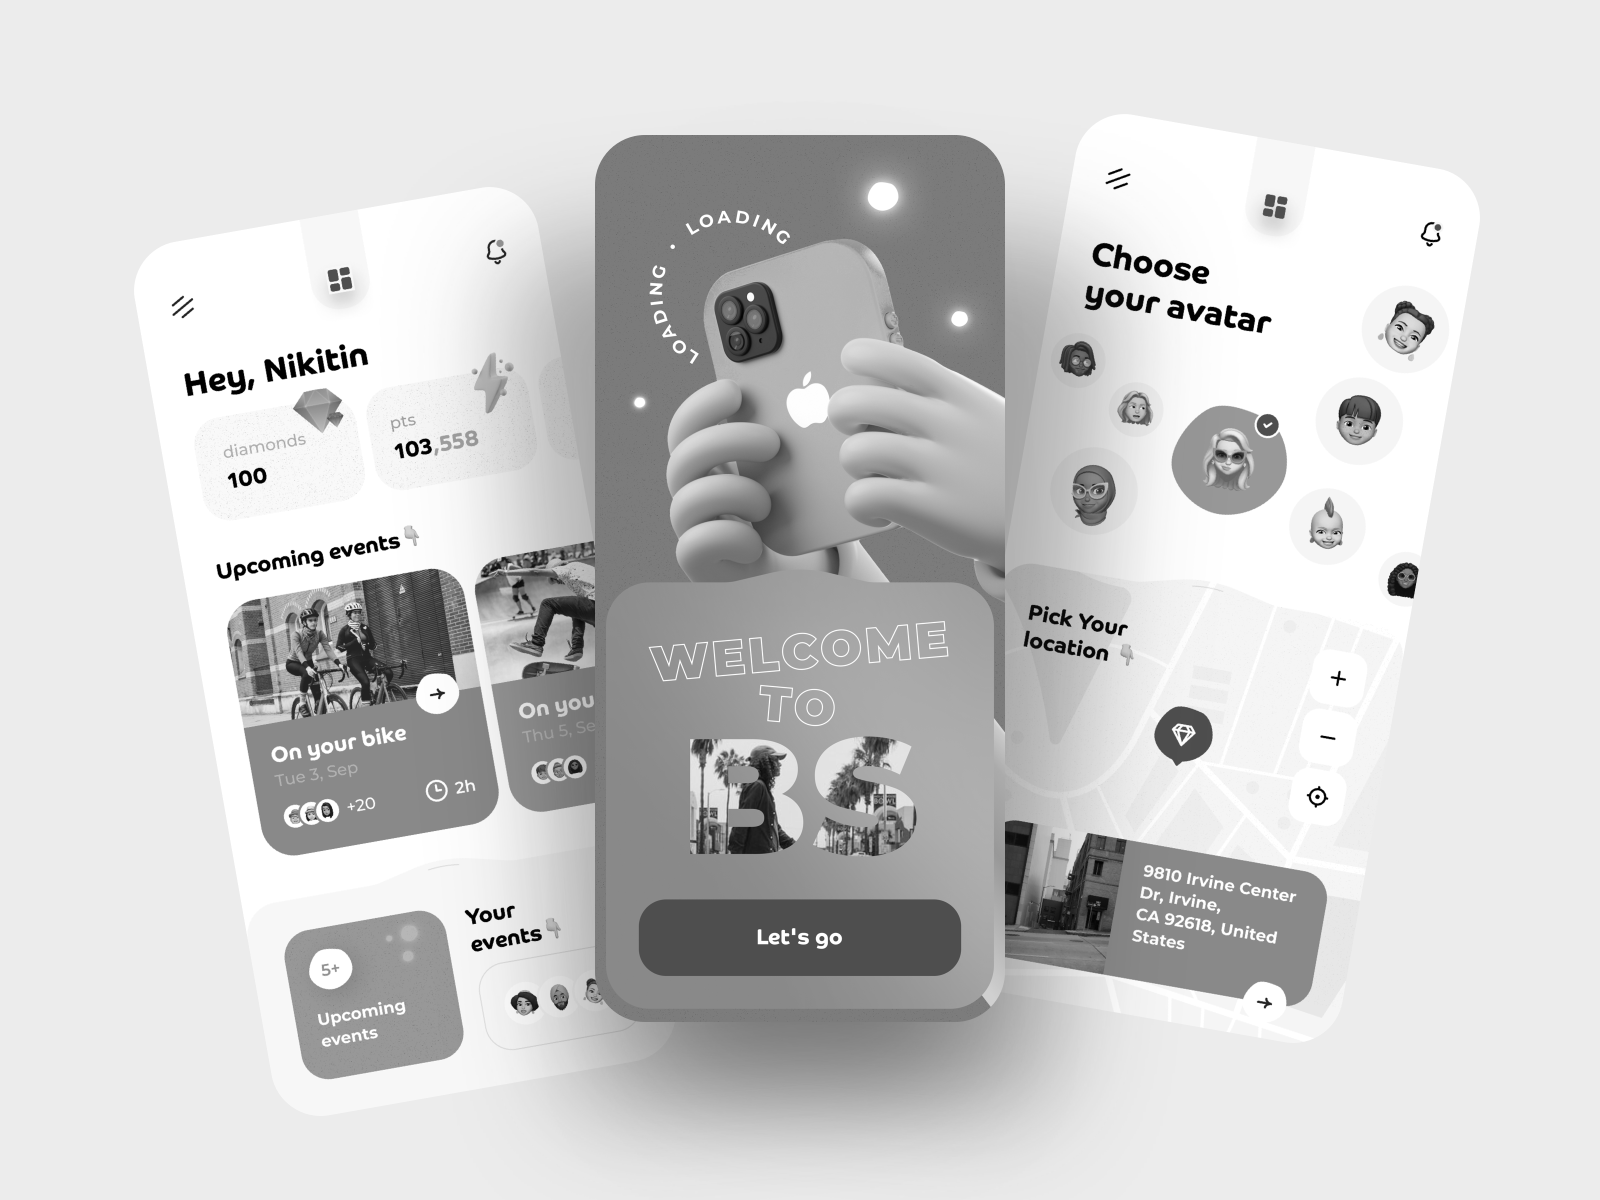 Hey, Nikitin
diamonds
100
pts
103,558
Upcoming events
On your bike
Tue 3, Sep
+20
2h
On you
Thu 5, Se
5+
Upcoming
events
Your
events
LOADING • LOADING
WELCOME
TO
BS
Let's go
Choose
your avatar
Pick Your
location
9810 Irvine Center
Dr, Irvine,
CA 92618, United
States